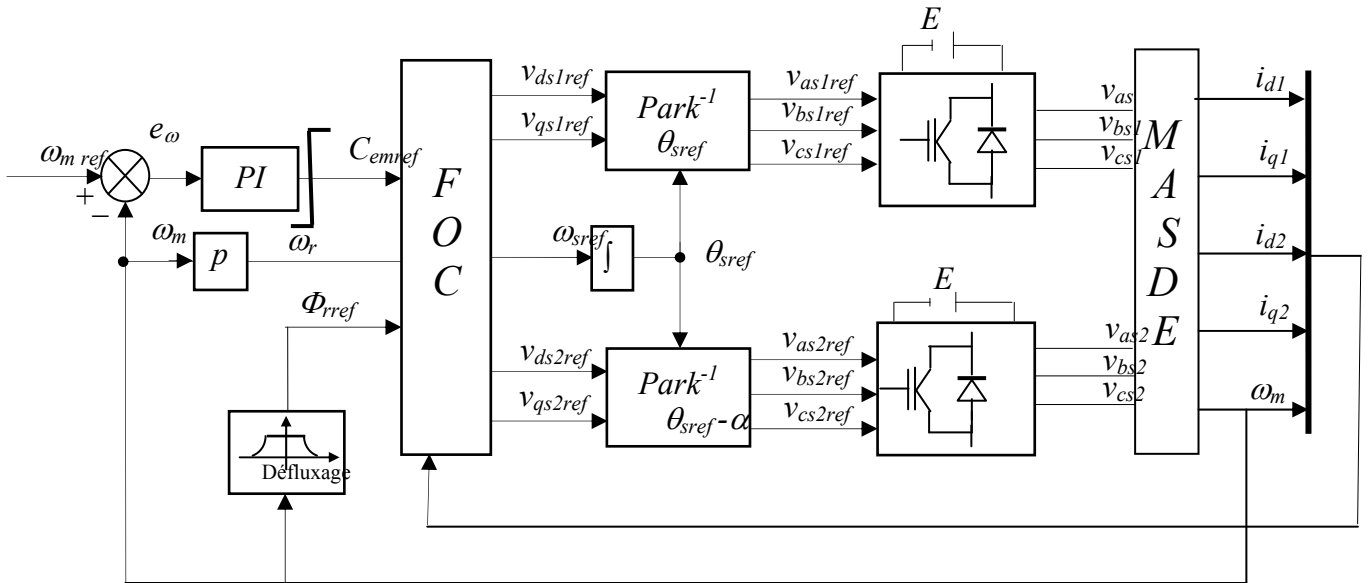 ω_m ref
+
−
e_ω
PI
C_emref
ω_m
p
ω_r
Φ_rref
Défluxage
F
O
C
v_ds1ref
v_qs1ref
ω_sref
∫
θ_sref
v_ds2ref
v_qs2ref
Park^-1
θ_sref
Park^-1
θ_sref-α
v_as1ref
v_bs1ref
v_cs1ref
v_as2ref
v_bs2ref
v_cs2ref
E
E
v_as
v_bs1
v_cs1
v_as2
v_bs2
v_cs2
M
A
S
D
E
i_d1
i_q1
i_d2
i_q2
ω_m